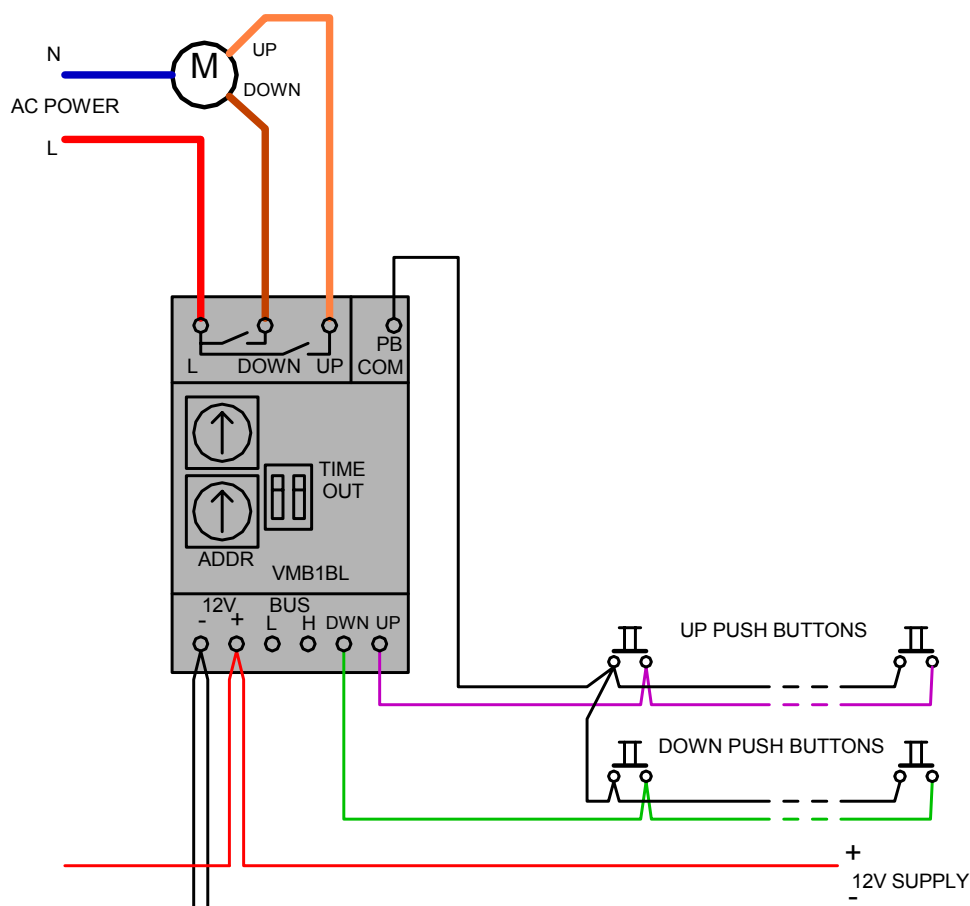 N
M
UP
DOWN
AC POWER
L
PB
L DOWN UP COM
TIME
OUT
ADDR
VMB1BL
12V BUS
- + L H DWN UP
UP PUSH BUTTONS
DOWN PUSH BUTTONS
+
12V SUPPLY
-